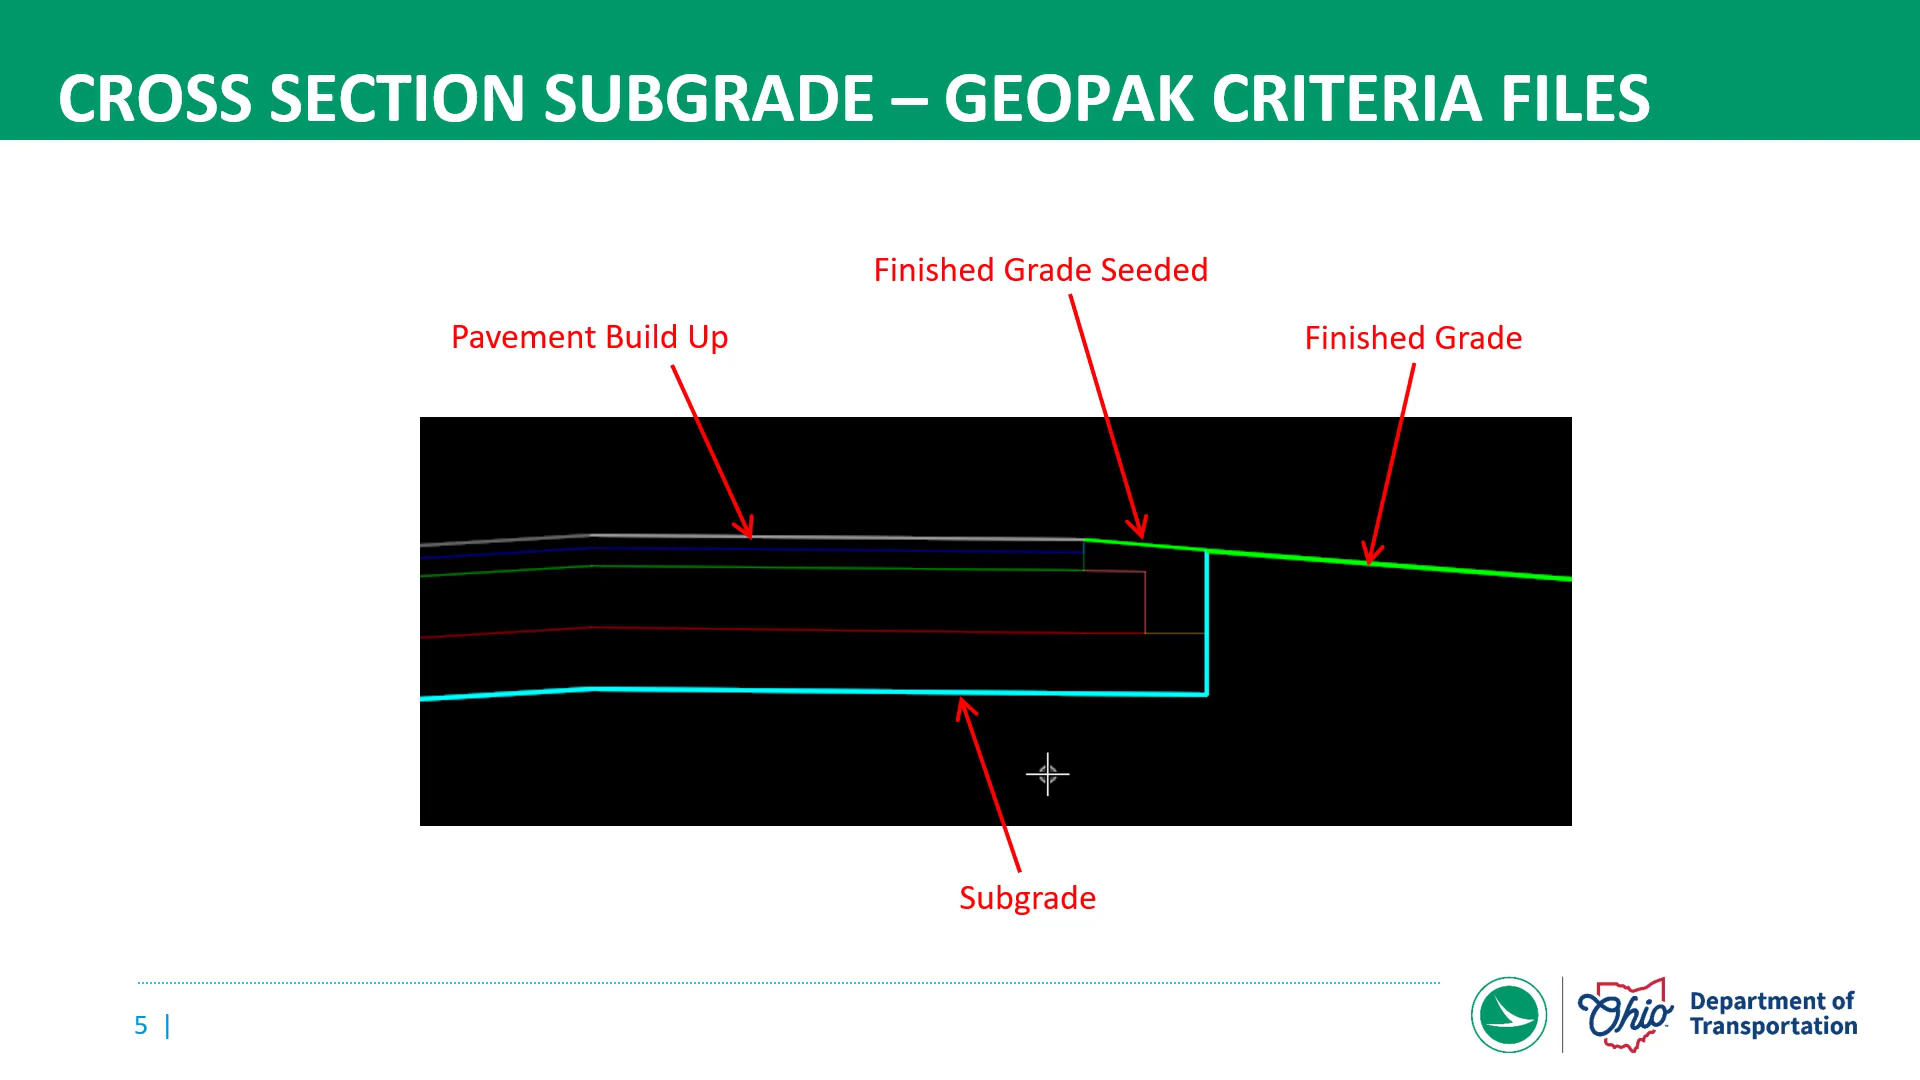 CROSS SECTION SUBGRADE – GEOPAK CRITERIA FILES
Finished Grade Seeded
Pavement Build Up
Finished Grade
Subgrade
5 |
Ohio
Department of
Transportation